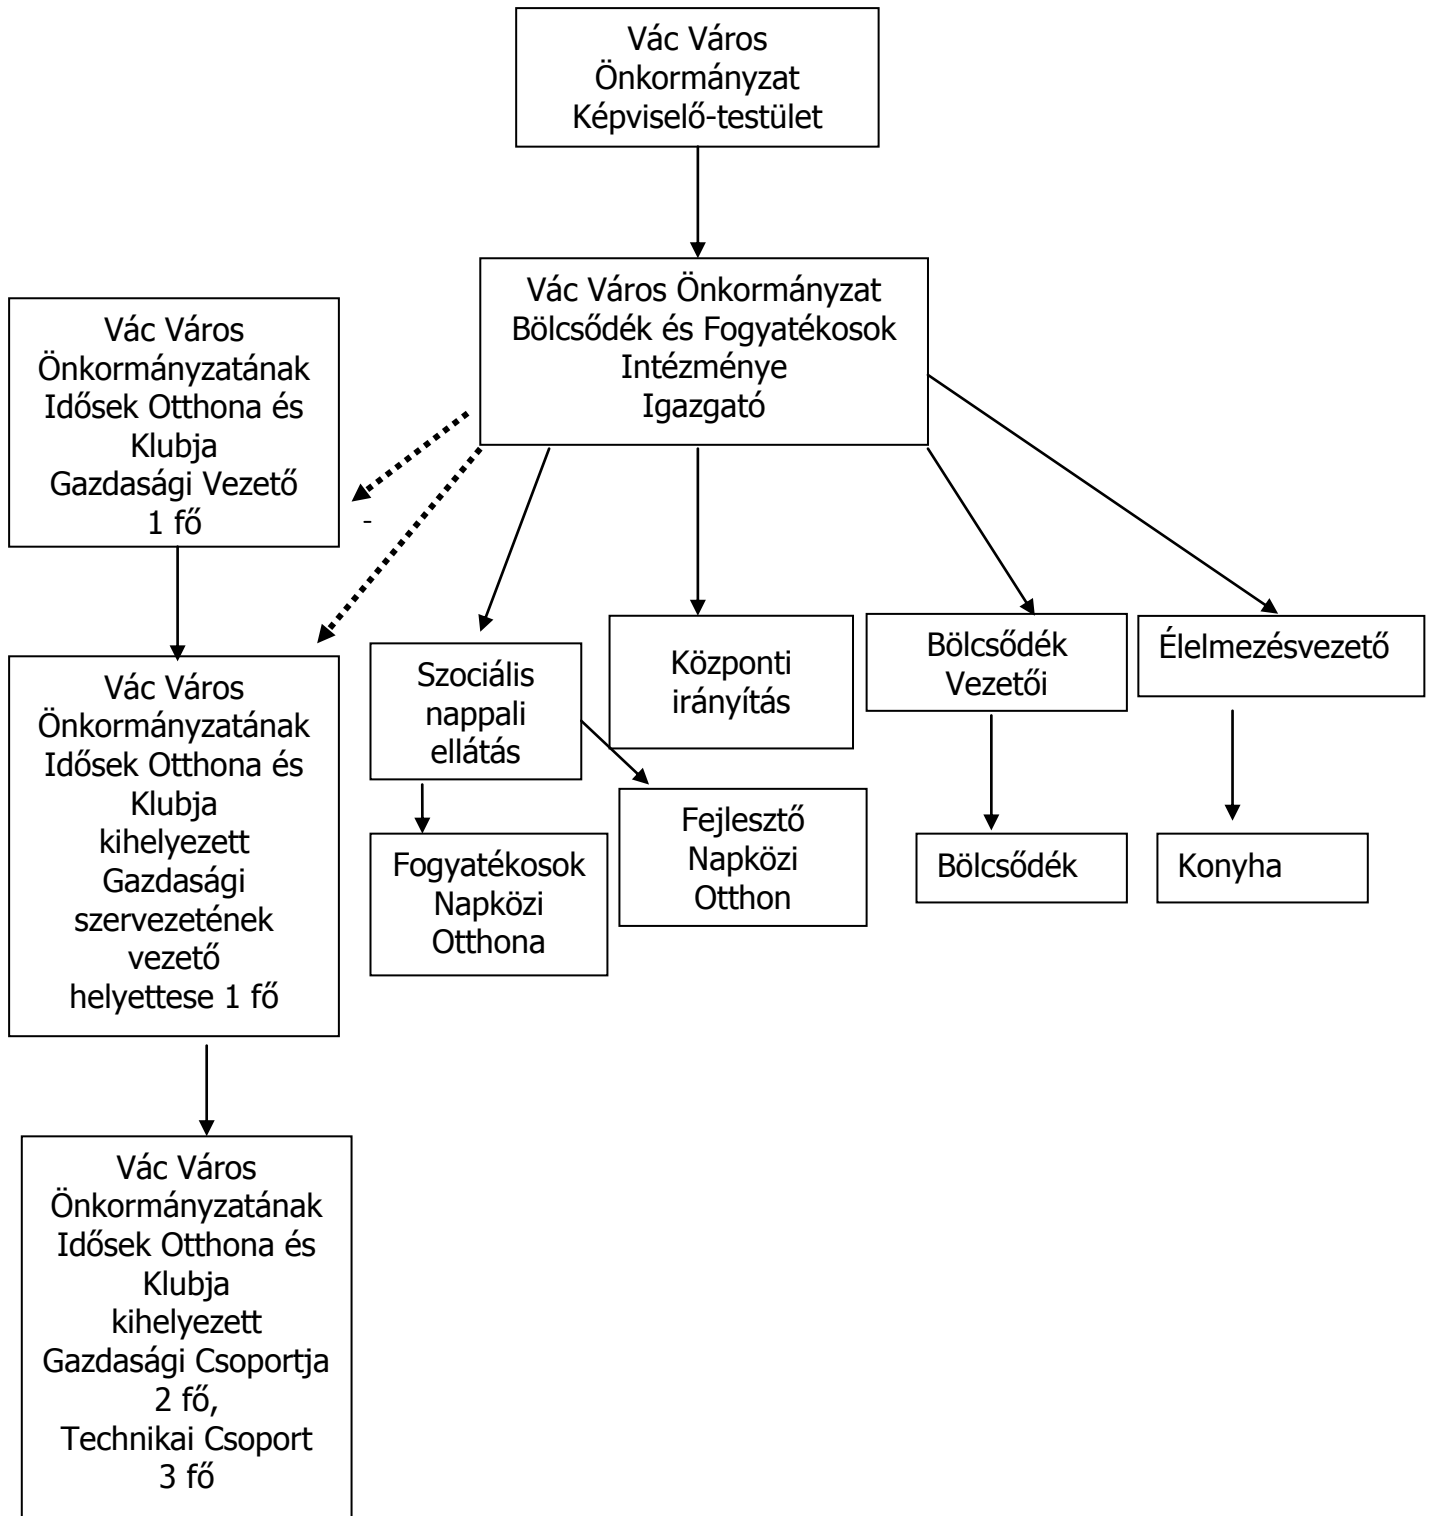 Vác Város
Önkormányzat
Képviselő-testület
Vác Város Önkormányzat
Bölcsődék és Fogyatékosok
Intézménye
Igazgató
Vác Város
Önkormányzatának
Idősek Otthona és
Klubja
Gazdasági Vezető
1 fő
-
Vác Város
Önkormányzatának
Idősek Otthona és
Klubja
kihelyezett
Gazdasági
szervezetének
vezető
helyettese 1 fő
Szociális
nappali
ellátás
Központi
irányítás
Bölcsődék
Vezetői
Élelmezésvezető
Fogyatékosok
Napközi
Otthona
Fejlesztő
Napközi
Otthon
Bölcsődék
Konyha
Vác Város
Önkormányzatának
Idősek Otthona és
Klubja
kihelyezett
Gazdasági Csoportja
2 fő,
Technikai Csoport
3 fő